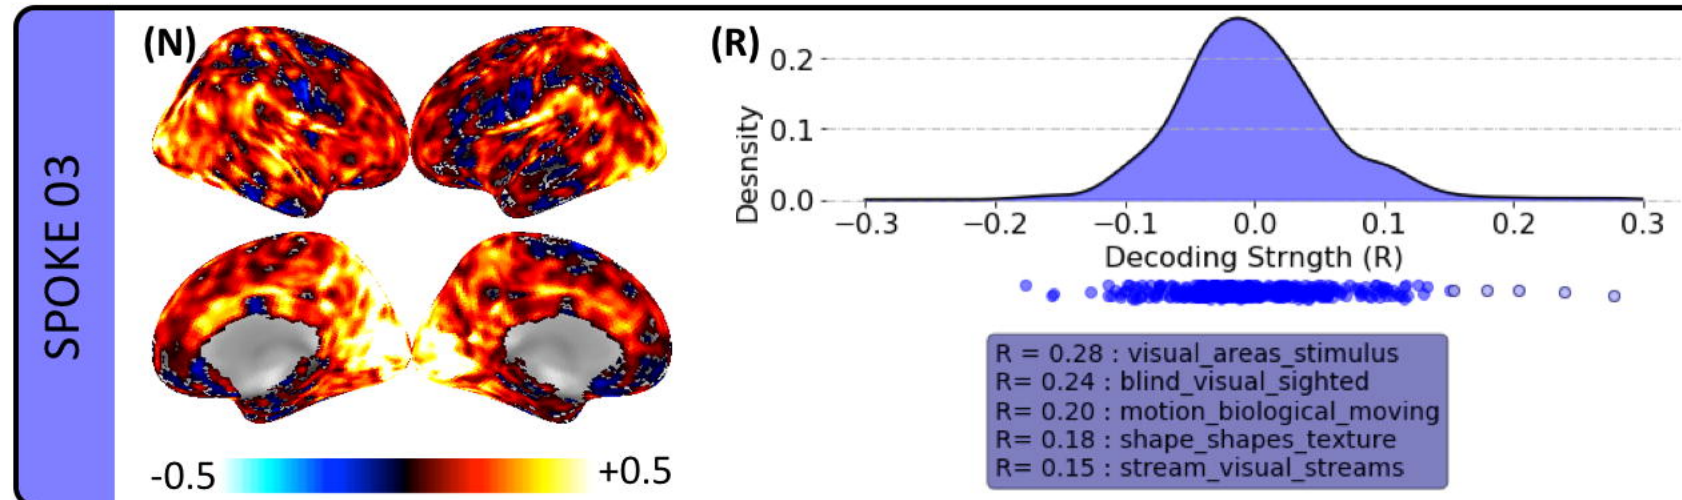 SPOKE 03
(N)
-0.5
+0.5
(R)
Desnsity
0.2
0.1
0.0
−0.3
−0.2
−0.1
0.0
0.1
0.2
0.3
Decoding Strngth (R)
R = 0.28 : visual_areas_stimulus
R= 0.24 : blind_visual_sighted
R= 0.20 : motion_biological_moving
R= 0.18 : shape_shapes_texture
R= 0.15 : stream_visual_streams